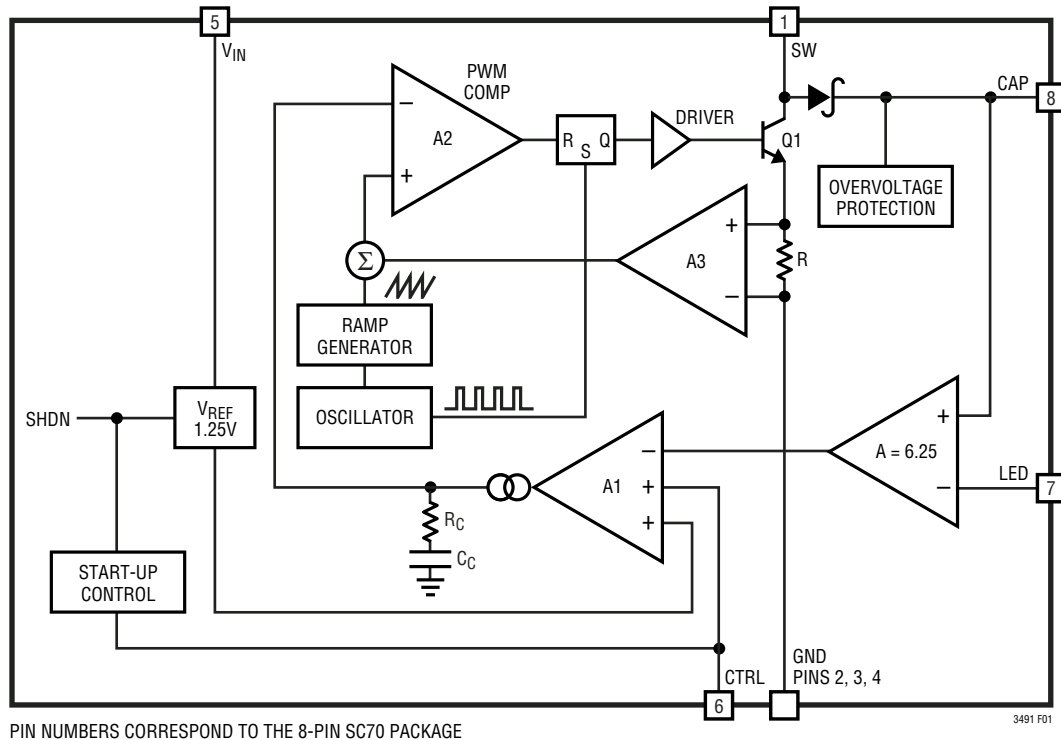 5
VIN
1
SW
PWM
COMP
CAP
8
−
A2
+
R
S
Q
DRIVER
Q1
OVERVOLTAGE
PROTECTION
Σ
A3
+
−
R
RAMP
GENERATOR
OSCILLATOR
SHDN
VREF
1.25V
+
A = 6.25
−
LED
7
−
A1
+
+
RC
CC
START-UP
CONTROL
CTRL
6
GND
PINS 2, 3, 4
3491 F01
PIN NUMBERS CORRESPOND TO THE 8-PIN SC70 PACKAGE